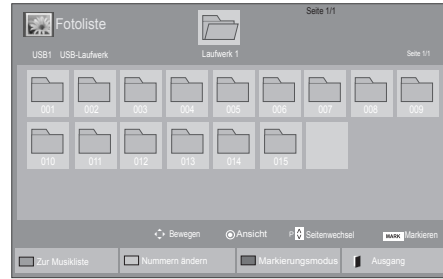 Seite 1/1
Fotoliste
USB1 USB-Laufwerk Laufwerk 1 Seite 1/1
001 002 003 004 005 006 007 008 009
010 011 012 013 014 015
Bewegen Ansicht P Seitenwechsel MARK Markieren
Zur Musikliste Nummern ändern Markierungsmodus Ausgang